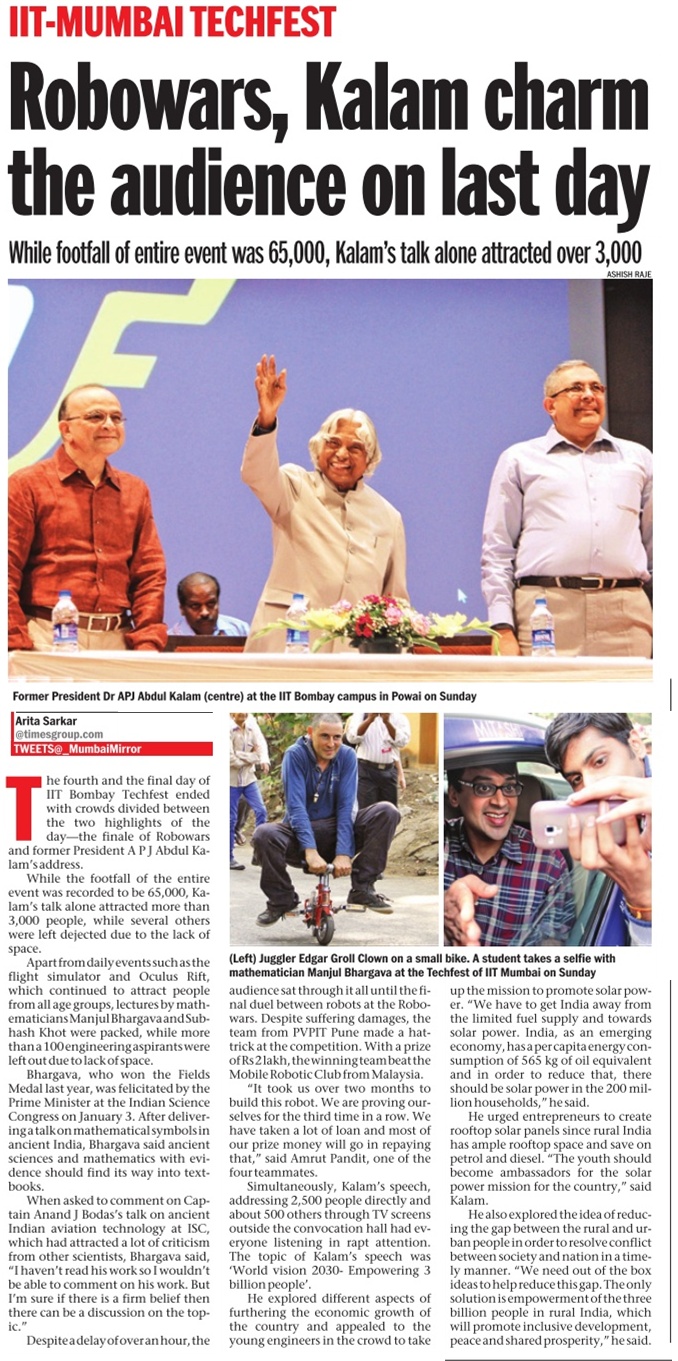 IIT-MUMBAI TECHFEST
Robowars, Kalam charm
the audience on last day
While footfall of entire event was 65,000, Kalam's talk alone attracted over 3,000
ASHISH RAJE
Former President Dr APJ Abdul Kalam (centre) at the IIT Bombay campus in Powai on Sunday
Arita Sarkar
@timesgroup.com
TWEETS@_MumbaiMirror
The fourth and the final day of
IIT Bombay Techfest ended
with crowds divided between
the two highlights of the
day—the finale of Robowars
and former President A P J Abdul Ka-
lam's address.
While the footfall of the entire
event was recorded to be 65,000, Ka-
lam's talk alone attracted more than
3,000 people, while several others
were left dejected due to the lack of
space.
Apart from daily events such as the
flight simulator and Oculus Rift,
which continued to attract people
from all age groups, lectures by math-
ematicians Manjul Bhargava and Sub-
hash Khot were packed, while more
than a 100 engineering aspirants were
left out due to lack of space.
Bhargava, who won the Fields
Medal last year, was felicitated by the
Prime Minister at the Indian Science
Congress on January 3. After deliver-
ing a talk on mathematical symbols in
ancient India, Bhargava said ancient
sciences and mathematics with evi-
dence should find its way into text-
books.
When asked to comment on Cap-
tain Anand J Bodas's talk on ancient
Indian aviation technology at ISC,
which had attracted a lot of criticism
from other scientists, Bhargava said,
"I haven't read his work so I wouldn't
be able to comment on his work. But
I'm sure if there is a firm belief then
there can be a discussion on the top-
ic."
Despite a delay of over an hour, the
(Left) Juggler Edgar Groll Clown on a small bike. A student takes a selfie with
mathematician Manjul Bhargava at the Techfest of IIT Mumbai on Sunday
audience sat through it all until the fi-
nal duel between robots at the Robo-
wars. Despite suffering damages, the
team from PVPIT Pune made a hat-
trick at the competition. With a prize
of Rs 2 lakh, the winning team beat the
Mobile Robotic Club from Malaysia.
"It took us over two months to
build this robot. We are proving our-
selves for the third time in a row. We
have taken a lot of loan and most of
our prize money will go in repaying
that," said Amrut Pandit, one of the
four teammates.
Simultaneously, Kalam's speech,
addressing 2,500 people directly and
about 500 others through TV screens
outside the convocation hall had ev-
eryone listening in rapt attention.
The topic of Kalam's speech was
'World vision 2030- Empowering 3
billion people'.
He explored different aspects of
furthering the economic growth of
the country and appealed to the
young engineers in the crowd to take
up the mission to promote solar pow-
er. "We have to get India away from
the limited fuel supply and towards
solar power. India, as an emerging
economy, has a per capita energy con-
sumption of 565 kg of oil equivalent
and in order to reduce that, there
should be solar power in the 200 mil-
lion households," he said.
He urged entrepreneurs to create
rooftop solar panels since rural India
has ample rooftop space and save on
petrol and diesel. "The youth should
become ambassadors for the solar
power mission for the country," said
Kalam.
He also explored the idea of reduc-
ing the gap between the rural and ur-
ban people in order to resolve conflict
between society and nation in a time-
ly manner. "We need out of the box
ideas to help reduce this gap. The only
solution is empowerment of the three
billion people in rural India, which
will promote inclusive development,
peace and shared prosperity," he said.